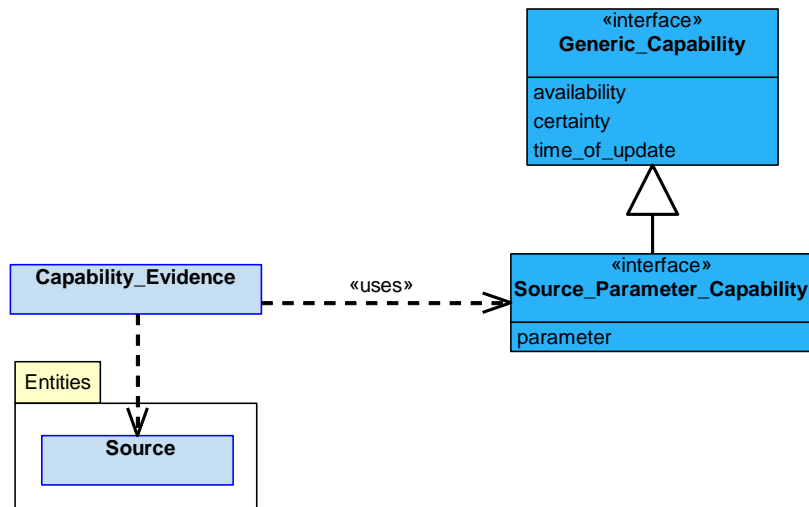 «interface»
Generic_Capability
availability
certainty
time_of_update
Capability_Evidence
«uses»
«interface»
Source_Parameter_Capability
parameter
Entities
Source